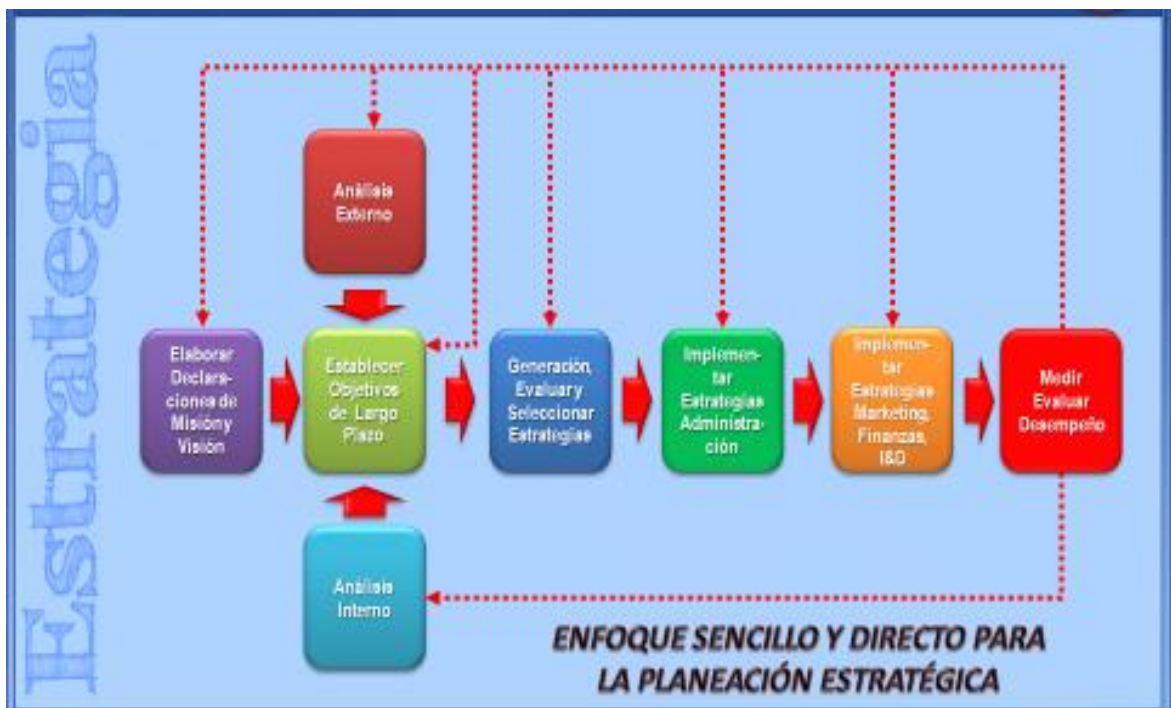 Estrategia
Análisis
Externo
Elaborar
Declara-
ciones de
Misión y
Visión
Establecer
Objetivos
de Largo
Plazo
Generación,
Evaluar y
Seleccionar
Estrategias
Implemen-
tar
Estrategias
Administra-
ción
Implemen-
tar
Estrategias
Marketing,
Finanzas,
I&D
Medir
Evaluar
Desempeño
Análisis
Interno
ENFOQUE SENCILLO Y DIRECTO PARA
LA PLANEACIÓN ESTRATÉGICA